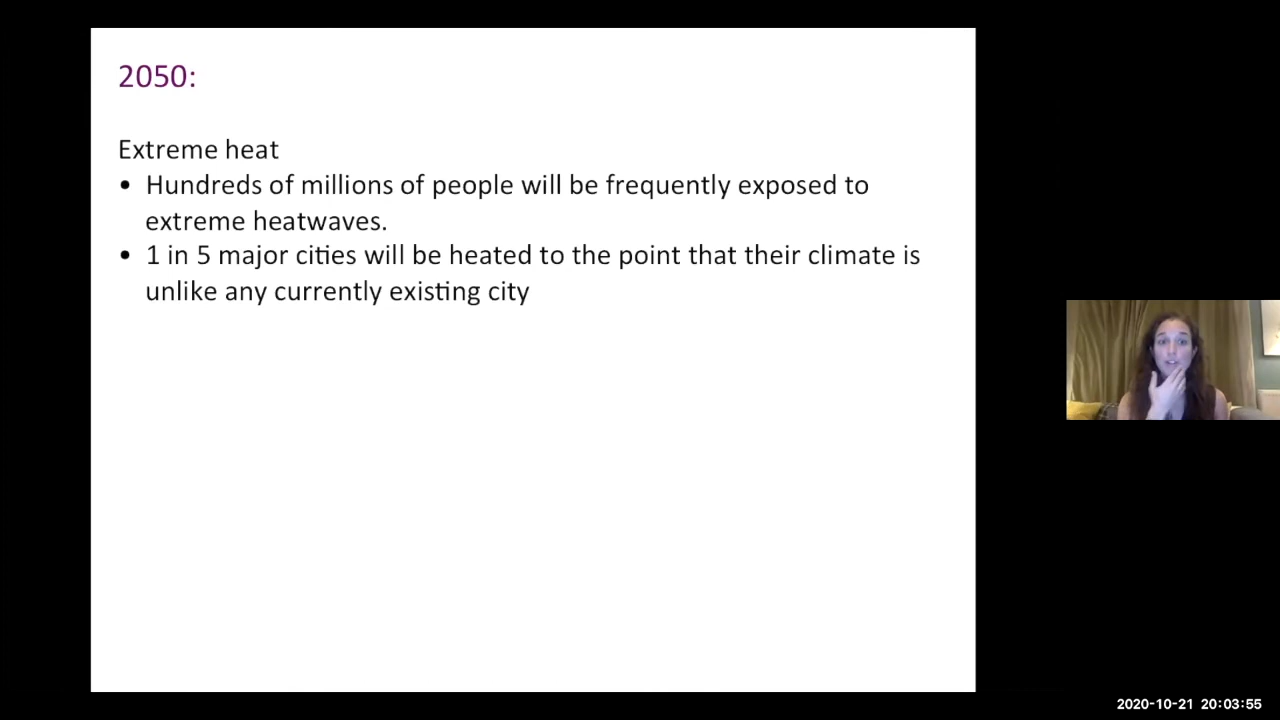 2050:
Extreme heat
• Hundreds of millions of people will be frequently exposed to
extreme heatwaves.
• 1 in 5 major cities will be heated to the point that their climate is
unlike any currently existing city
2020-10-21 20:03:55